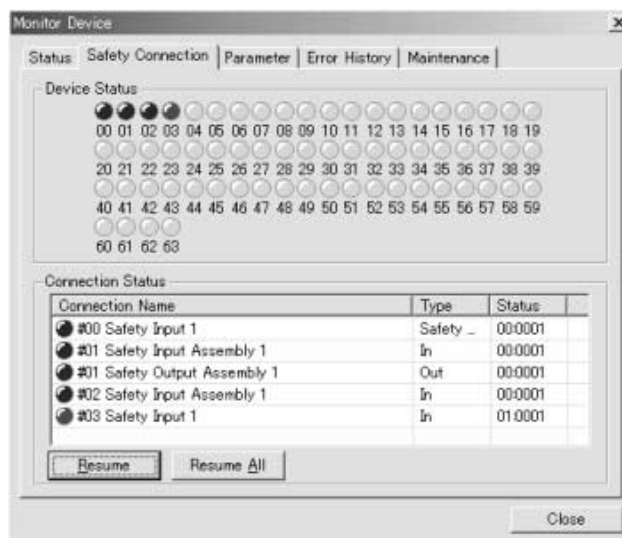 Monitor Device
Status Safety Connection Parameter Error History Maintenance
Device Status
00 01 02 03 04 05 06 07 08 09 10 11 12 13 14 15 16 17 18 19
20 21 22 23 24 25 26 27 28 29 30 31 32 33 34 35 36 37 38 39
40 41 42 43 44 45 46 47 48 49 50 51 52 53 54 55 56 57 58 59
60 61 62 63
Connection Status
Connection Name Type Status
#00 Safety Input 1 Safety ... 00:0001
#01 Safety Input Assembly 1 In 00:0001
#01 Safety Output Assembly 1 Out 00:0001
#02 Safety Input Assembly 1 In 00:0001
#03 Safety Input 1 In 01:0001
Resume Resume All
Close